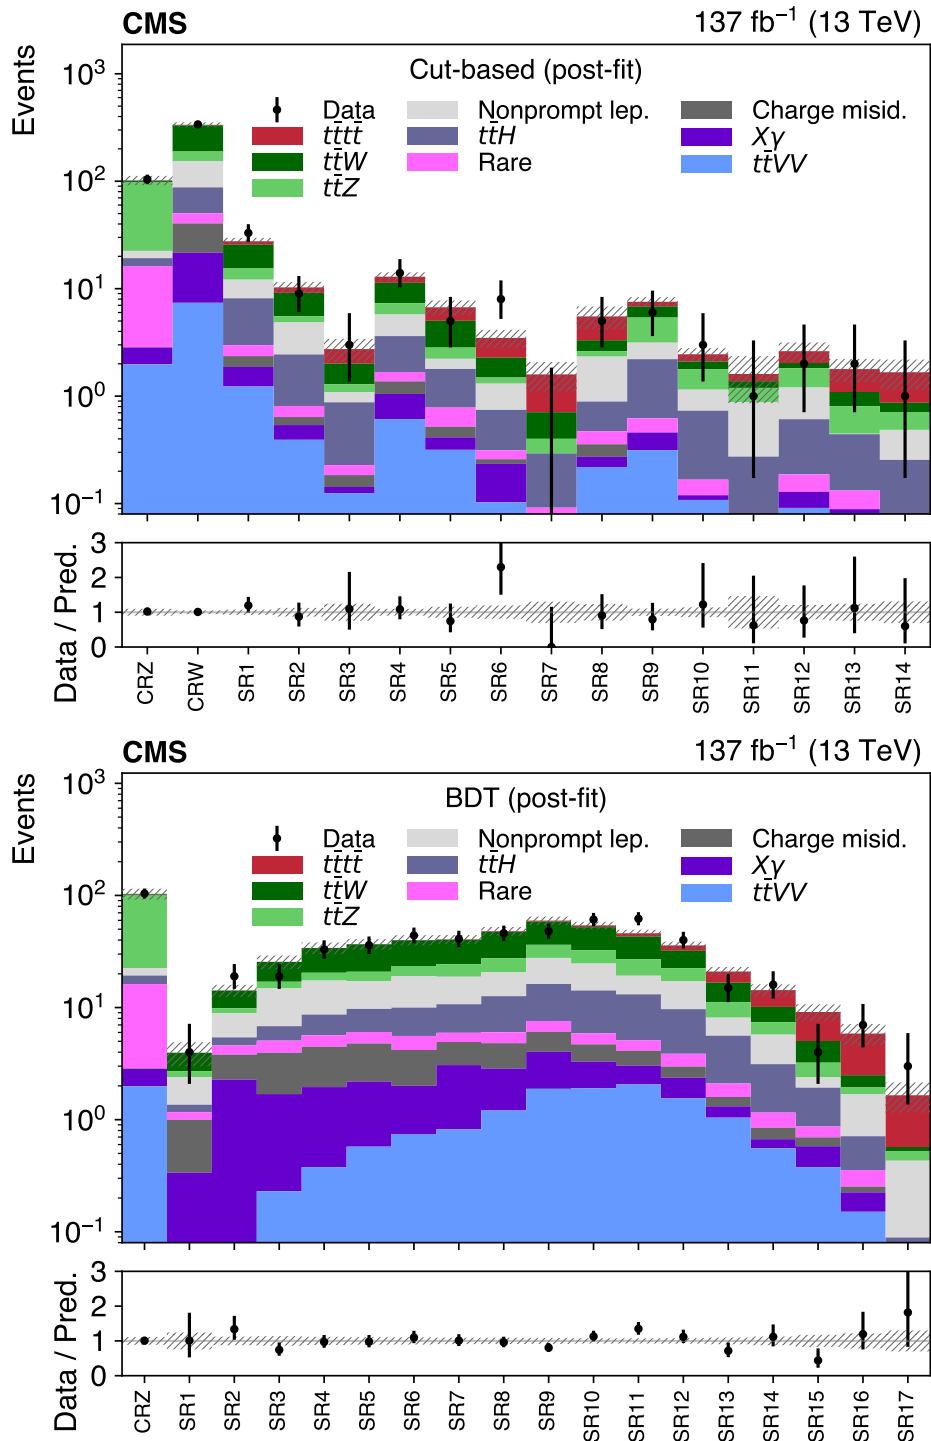 CMS 137 fb⁻¹ (13 TeV)
Events
Cut-based (post-fit)
Data Nonprompt lep. Charge misid.
tt̄tt̄ tt̄H Xγ
tt̄W Rare tt̄VV
tt̄Z
10³
10²
10¹
10⁰
10⁻¹
Data / Pred.
3
2
1
0
CRZ CRW SR1 SR2 SR3 SR4 SR5 SR6 SR7 SR8 SR9 SR10 SR11 SR12 SR13 SR14
CMS 137 fb⁻¹ (13 TeV)
Events
BDT (post-fit)
Data Nonprompt lep. Charge misid.
tt̄tt̄ tt̄H Xγ
tt̄W Rare tt̄VV
tt̄Z
10³
10²
10¹
10⁰
10⁻¹
Data / Pred.
3
2
1
0
CRZ SR1 SR2 SR3 SR4 SR5 SR6 SR7 SR8 SR9 SR10 SR11 SR12 SR13 SR14 SR15 SR16 SR17